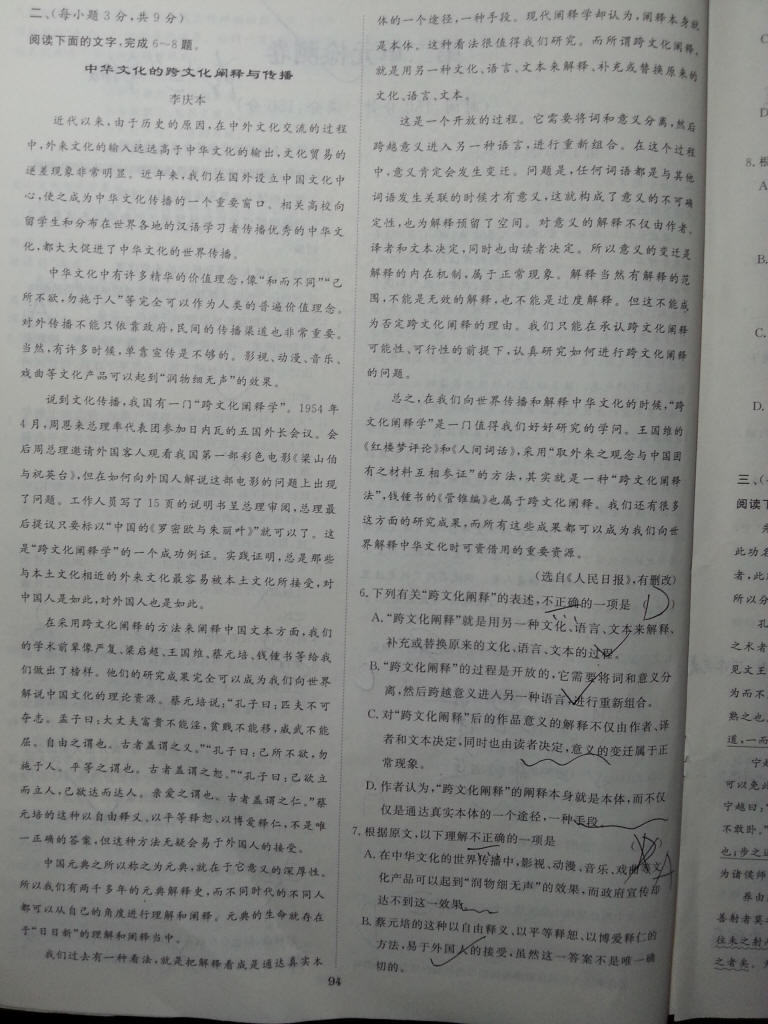 二、(每小题3分,共9分)
阅读下面的文字,完成6~8题。
中华文化的跨文化阐释与传播
李庆本
近代以来,由于历史的原因,在中外文化交流的过程
中,外来文化的输入远远高于中华文化的输出,文化贸易的
逆差现象非常明显。近年来,我们在国外设立中国文化中
心,使之成为中华文化传播的一个重要窗口。相关高校向
留学生和分布在世界各地的汉语学习者传播优秀的中华文
化,都大大促进了中华文化的世界传播。
中华文化中有许多精华的价值理念,像“和而不同”“己
所不欲,勿施于人”等完全可以作为人类的普遍价值理念。
对外传播不能只依靠政府,民间的传播渠道也非常重要。
当然,有许多时候,单靠宣传是不够的。影视、动漫、音乐、
戏曲等文化产品可以起到“润物细无声”的效果。
说到文化传播,我国有一门“跨文化阐释学”。1954年
4月,周恩来总理率代表团参加日内瓦的五国外长会议。会
后周总理邀请外国客人观看我国第一部彩色电影《梁山伯
与祝英台》,但在如何向外国人解说这部电影的问题上出现
了问题。工作人员写了15页的说明书呈总理审阅,总理最
后提议只要标以“中国的《罗密欧与朱丽叶》”就可以了。这
是“跨文化阐释学”的一个成功例证。实践证明,总是那些
与本土文化相近的外来文化最容易被本土文化所接受,对
中国人是如此,对外国人也是如此。
在采用跨文化阐释的方法来阐释中国文本方面,我们
的学术前辈像严复、梁启超、王国维、蔡元培、钱锺书等给我
们做出了榜样。他们的研究成果完全可以成为我们向世界
解说中国文化的理论资源。蔡元培说:“孔子曰:匹夫不可
夺志。孟子曰:大丈夫富贵不能淫,贫贱不能移,威武不能
屈。自由之谓也。古者盖谓之义。”“孔子曰:己所不欲,勿
施于人。平等之谓也。古者盖谓之恕。”“孔子曰:己欲立
而立人,己欲达而达人。亲爱之谓也。古者盖谓之仁。”蔡
元培的这种以自由释义、以平等释恕、以博爱释仁,不是唯
一正确的答案,但这种方法无疑会易于外国人的接受。
中国元典之所以称之为元典,就在于它意义的深厚性。
所以我们有两千多年的元典解释史,而不同时代的不同人
都可以从自己的角度进行理解和阐释。元典的生命就存在
于“日日新”的理解和阐释当中。
我们过去有一种看法,就是把解释看成是通达真实本
体的一个途径,一种手段。现代阐释学却认为,阐释本身就
是本体。这种看法很值得我们研究。而所谓跨文化阐释,
就是用另一种文化、语言、文本来解释、补充或替换原来的
文化、语言、文本。
这是一个开放的过程。它需要将词和意义分离,然后
跨越意义进入另一种语言,进行重新组合。在这个过程
中,意义肯定会发生变迁。问题是,任何词语都是与其他
词语发生关联的时候才有意义,这就构成了意义的不可确
定性,也为解释预留了空间。对意义的解释不仅由作者、
译者和文本决定,同时也由读者决定。所以意义的变迁是
解释的内在机制,属于正常现象。解释当然有解释的范
围,不能是无效的解释,也不能是过度解释。但这不能成
为否定跨文化阐释的理由。我们只能在承认跨文化阐释
可能性、可行性的前提下,认真研究如何进行跨文化阐释
的问题。
总之,在我们向世界传播和解释中华文化的时候,“跨
文化阐释学”是一门值得我们好好研究的学问。王国维的
《红楼梦评论》和《人间词话》,采用“取外来之观念与中国固
有之材料互相参证”的方法,其实就是一种“跨文化阐释
法”,钱锺书的《管锥编》也属于跨文化阐释。我们还有很多
这方面的研究成果,而所有这些成果都可以成为我们向世
界解释中华文化时可资借用的重要资源。
(选自《人民日报》,有删改)
6.下列有关“跨文化阐释”的表述,不正确的一项是 (D)
A.“跨文化阐释”就是用另一种文化、语言、文本来解释、
补充或替换原来的文化、语言、文本的过程。
B.“跨文化阐释”的过程是开放的,它需要将词和意义分
离,然后跨越意义进入另一种语言,进行重新组合。
C.对“跨文化阐释”后的作品意义的解释不仅由作者、译
者和文本决定,同时也由读者决定,意义的变迁属于正
常现象。
D.作者认为,“跨文化阐释”的阐释本身就是本体,而不仅
仅是通达真实本体的一个途径,一种手段。
7.根据原文,以下理解不正确的一项是 ( A
A.在中华文化的世界传播中,影视、动漫、音乐、戏曲等文
化产品可以起到“润物细无声”的效果,而政府宣传却
达不到这一效果。
B.蔡元培的这种以自由释义、以平等释恕、以博爱释仁的
方法,易于外国人的接受,虽然这一答案不是唯一确
切的。
94
C
D
8.根
A
B.
C.
D.
三、(
阅读下
此功名
者,此
所以分
孔
之术者
见文王
为而不
熟之也
道,一而
宁越
可以免此
宁越曰:“
不敢卧。”
也;步之迟
为诸侯师
养由
善射者莫
往未之射
之者矣。